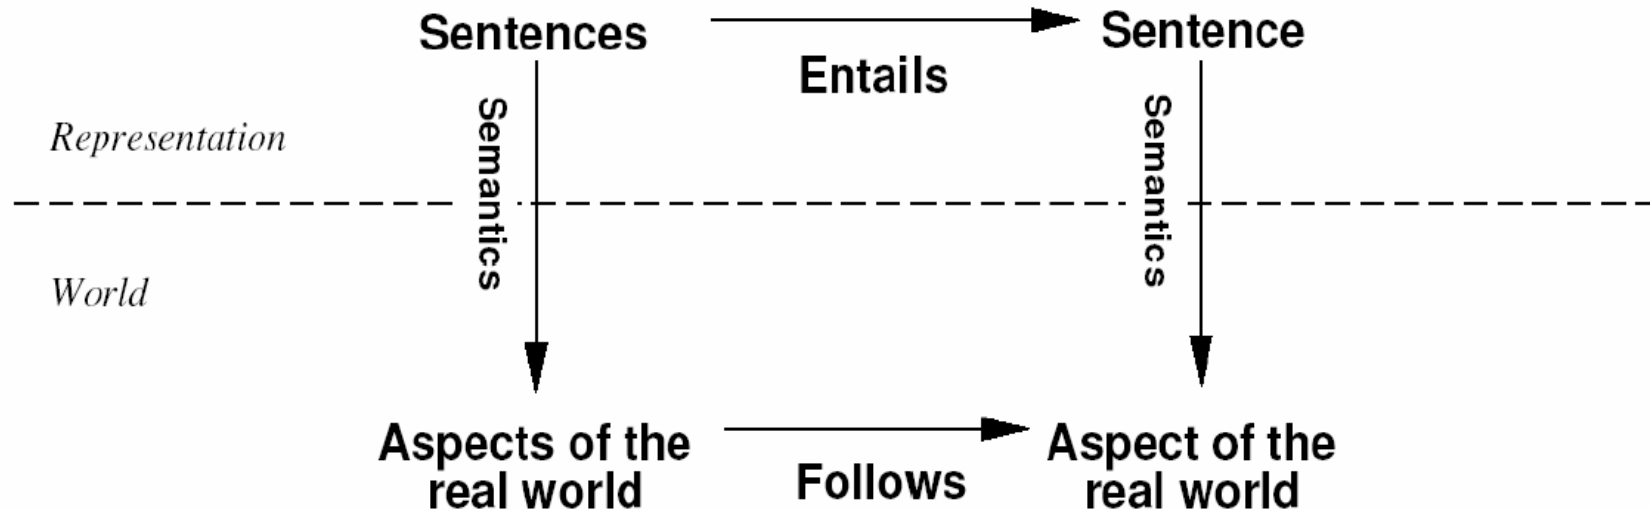 Sentences
Sentence
Entails
Semantics
Semantics
Representation
World
Aspects of the
real world
Follows
Aspect of the
real world